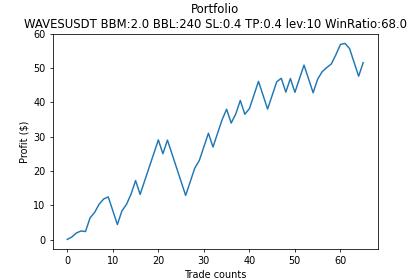 Portfolio
WAVESUSDT BBM:2.0 BBL:240 SL:0.4 TP:0.4 lev:10 WinRatio:68.0
60
50
40
30
20
10
0
Profit ($)
0 10 20 30 40 50 60
Trade counts